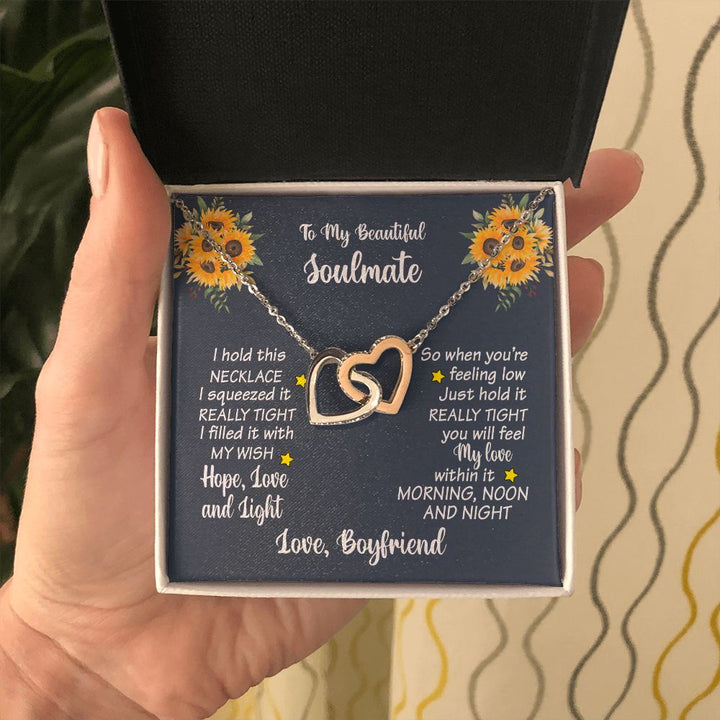 To My Beautiful
Soulmate
I hold this
NECKLACE
I squeezed it
REALLY TIGHT
I filled it with
MY WISH
Hope, Love
and Light
So when you're
feeling low
Just hold it
REALLY TIGHT
you will feel
My love
within it
MORNING, NOON
AND NIGHT
Love, Boyfriend